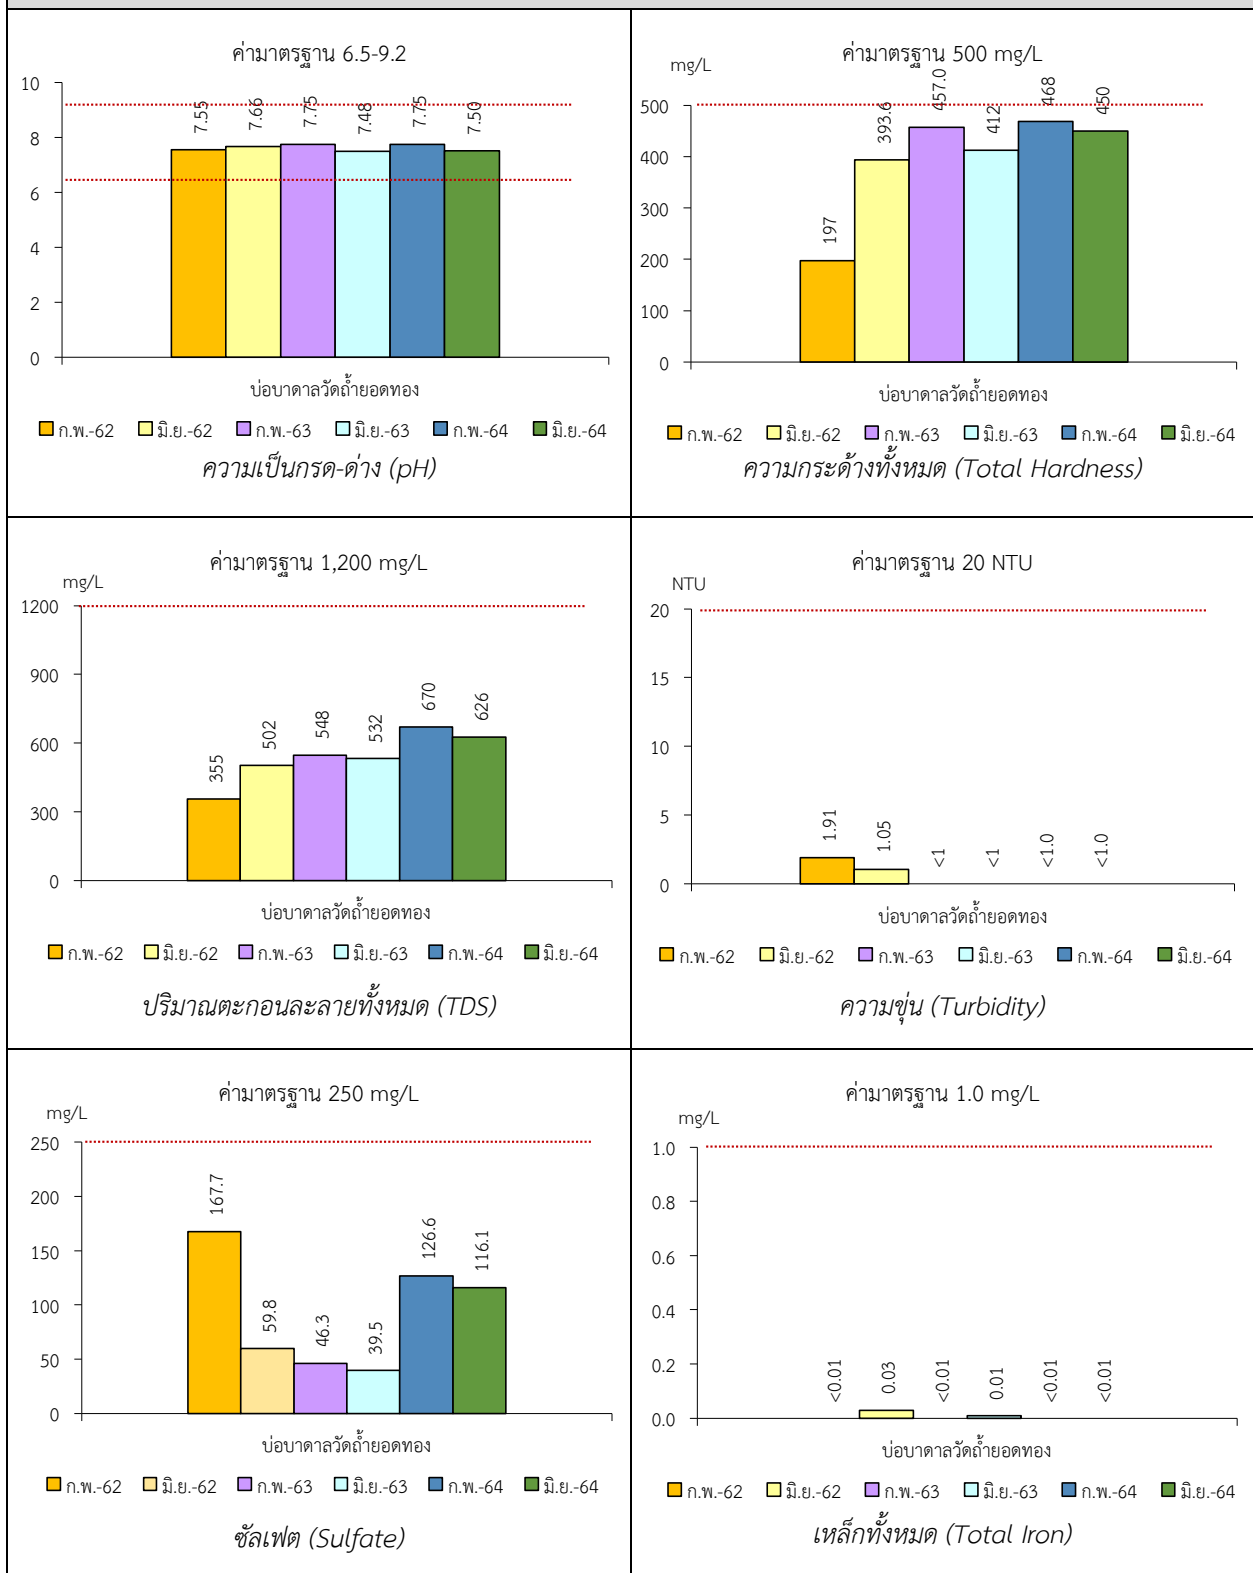 ค่ามาตรฐาน 6.5-9.2
10
8
6
4
2
0
7.55
7.66
7.75
7.48
7.75
7.50
บ่อบาดาลวัดถ้ำยอดทอง
ก.พ.-62 มิ.ย.-62 ก.พ.-63 มิ.ย.-63 ก.พ.-64 มิ.ย.-64
ความเป็นกรด-ด่าง (pH)
ค่ามาตรฐาน 500 mg/L
mg/L
500
400
300
200
100
0
197
393.6
457.0
412
468
450
บ่อบาดาลวัดถ้ำยอดทอง
ก.พ.-62 มิ.ย.-62 ก.พ.-63 มิ.ย.-63 ก.พ.-64 มิ.ย.-64
ความกระด้างทั้งหมด (Total Hardness)
ค่ามาตรฐาน 1,200 mg/L
mg/L
1200
900
600
300
0
355
502
548
532
670
626
บ่อบาดาลวัดถ้ำยอดทอง
ก.พ.-62 มิ.ย.-62 ก.พ.-63 มิ.ย.-63 ก.พ.-64 มิ.ย.-64
ปริมาณตะกอนละลายทั้งหมด (TDS)
ค่ามาตรฐาน 20 NTU
NTU
20
15
10
5
0
1.91
1.05
<1
<1
<1.0
<1.0
บ่อบาดาลวัดถ้ำยอดทอง
ก.พ.-62 มิ.ย.-62 ก.พ.-63 มิ.ย.-63 ก.พ.-64 มิ.ย.-64
ความขุ่น (Turbidity)
ค่ามาตรฐาน 250 mg/L
mg/L
250
200
150
100
50
0
167.7
59.8
46.3
39.5
126.6
116.1
บ่อบาดาลวัดถ้ำยอดทอง
ก.พ.-62 มิ.ย.-62 ก.พ.-63 มิ.ย.-63 ก.พ.-64 มิ.ย.-64
ซัลเฟต (Sulfate)
ค่ามาตรฐาน 1.0 mg/L
mg/L
1.0
0.8
0.6
0.4
0.2
0.0
<0.01
0.03
<0.01
0.01
<0.01
<0.01
บ่อบาดาลวัดถ้ำยอดทอง
ก.พ.-62 มิ.ย.-62 ก.พ.-63 มิ.ย.-63 ก.พ.-64 มิ.ย.-64
เหล็กทั้งหมด (Total Iron)